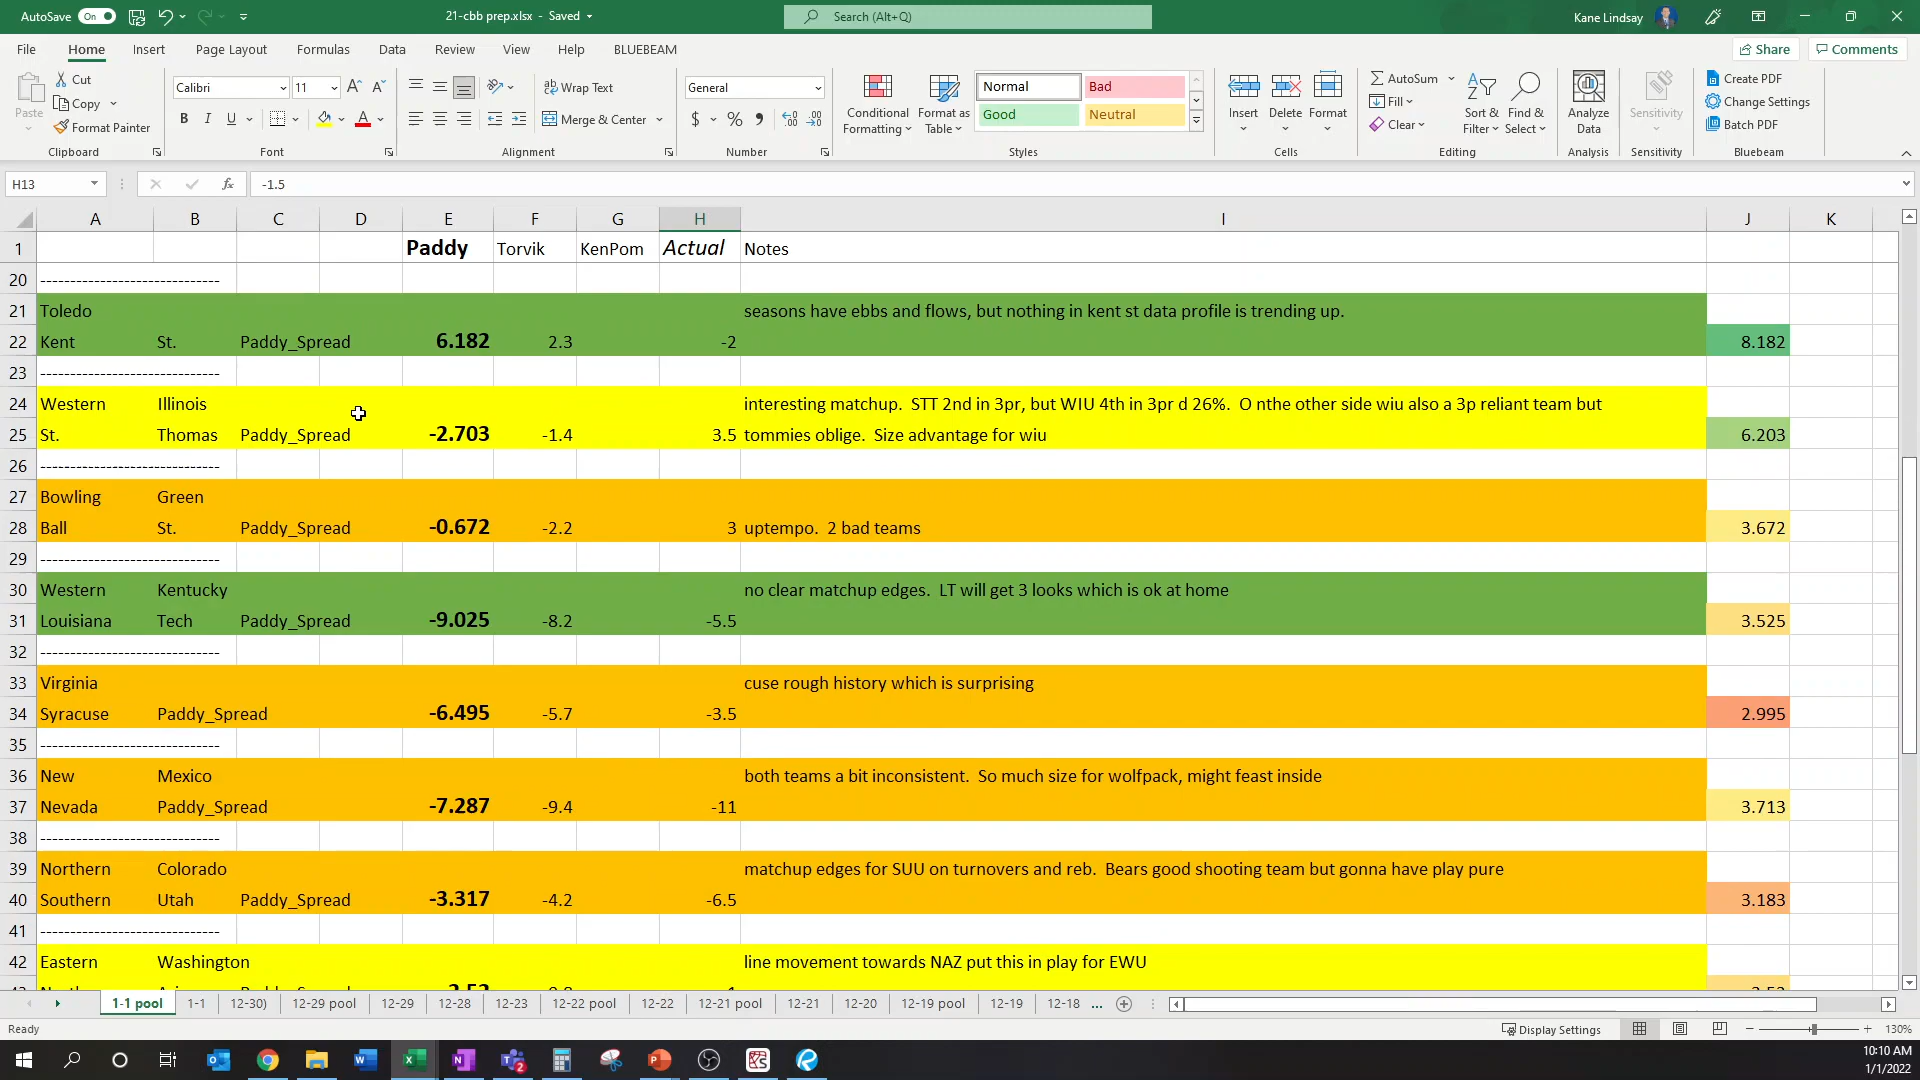 AutoSave On 21-cbb prep.xlsx - Saved Search (Alt+Q) Kane Lindsay
File Home Insert Page Layout Formulas Data Review View Help BLUEBEAM Share Comments
Paste Cut Copy Format Painter Clipboard
Calibri 11 A A B I U A Font
Wrap Text Merge & Center Alignment
General $ % Number
Conditional Formatting Format as Table Normal Bad Good Neutral Styles
Insert Delete Format Cells
AutoSum Fill Clear Sort & Filter Find & Select Editing
Analyze Data Analysis
Sensitivity Sensitivity
Create PDF Change Settings Batch PDF Bluebeam
H13 fx -1.5
A B C D E F G H I J K
1 Paddy Torvik KenPom Actual Notes
20 ------------------------------
21 Toledo seasons have ebbs and flows, but nothing in kent st data profile is trending up.
22 Kent St. Paddy_Spread 6.182 2.3 -2 8.182
23 ------------------------------
24 Western Illinois interesting matchup. STT 2nd in 3pr, but WIU 4th in 3pr d 26%. O nthe other side wiu also a 3p reliant team but
25 St. Thomas Paddy_Spread -2.703 -1.4 3.5 tommies oblige. Size advantage for wiu 6.203
26 ------------------------------
27 Bowling Green
28 Ball St. Paddy_Spread -0.672 -2.2 3 uptempo. 2 bad teams 3.672
29 ------------------------------
30 Western Kentucky no clear matchup edges. LT will get 3 looks which is ok at home
31 Louisiana Tech Paddy_Spread -9.025 -8.2 -5.5 3.525
32 ------------------------------
33 Virginia cuse rough history which is surprising
34 Syracuse Paddy_Spread -6.495 -5.7 -3.5 2.995
35 ------------------------------
36 New Mexico both teams a bit inconsistent. So much size for wolfpack, might feast inside
37 Nevada Paddy_Spread -7.287 -9.4 -11 3.713
38 ------------------------------
39 Northern Colorado matchup edges for SUU on turnovers and reb. Bears good shooting team but gonna have play pure
40 Southern Utah Paddy_Spread -3.317 -4.2 -6.5 3.183
41 ------------------------------
42 Eastern Washington line movement towards NAZ put this in play for EWU
1-1 pool 1-1 12-30) 12-29 pool 12-29 12-28 12-23 12-22 pool 12-22 12-21 pool 12-21 12-20 12-19 pool 12-19 12-18 ...
Ready Display Settings 130%
10:10 AM
1/1/2022